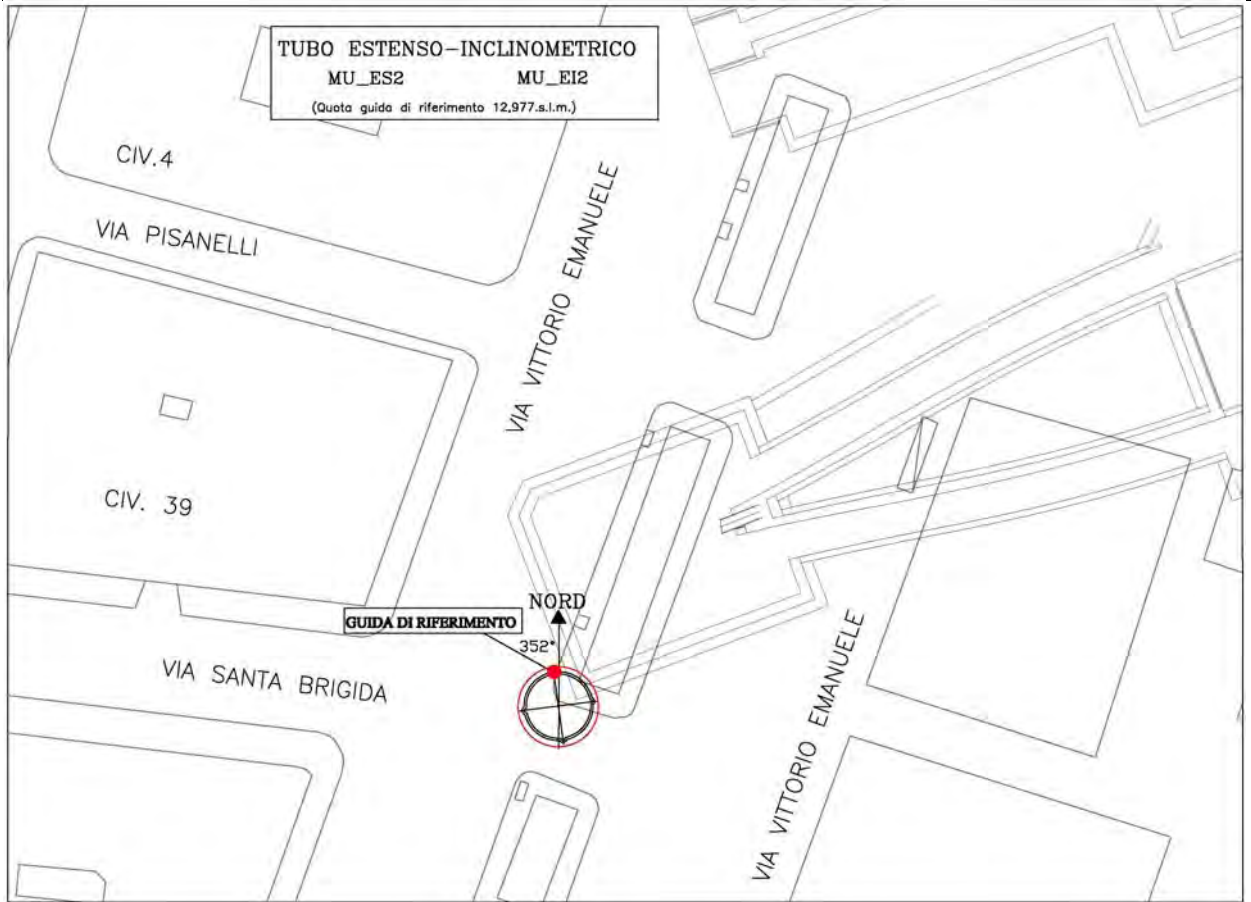 TUBO ESTENSO-INCLINOMETRICO
MU_ES2 MU_EI2
(Quota guida di riferimento 12,977.s.l.m.)
CIV.4
VIA PISANELLI
VIA VITTORIO EMANUELE
CIV. 39
NORD
GUIDA DI RIFERIMENTO
352°
VIA SANTA BRIGIDA
VIA VITTORIO EMANUELE